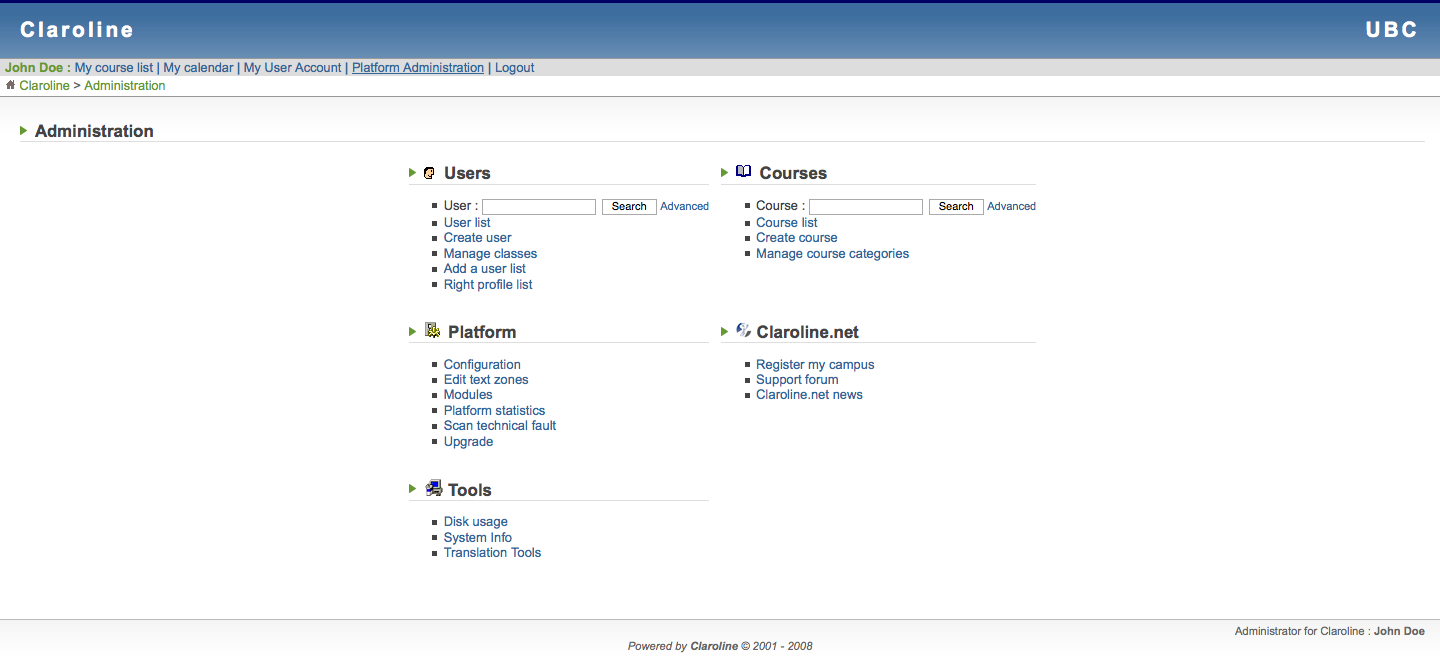 Claroline
UBC
John Doe : My course list | My calendar | My User Account | Platform Administration | Logout
Claroline > Administration
Administration
Users
User : Search Advanced
User list
Create user
Manage classes
Add a user list
Right profile list
Courses
Course : Search Advanced
Course list
Create course
Manage course categories
Platform
Configuration
Edit text zones
Modules
Platform statistics
Scan technical fault
Upgrade
Claroline.net
Register my campus
Support forum
Claroline.net news
Tools
Disk usage
System Info
Translation Tools
Administrator for Claroline : John Doe
Powered by Claroline © 2001 - 2008